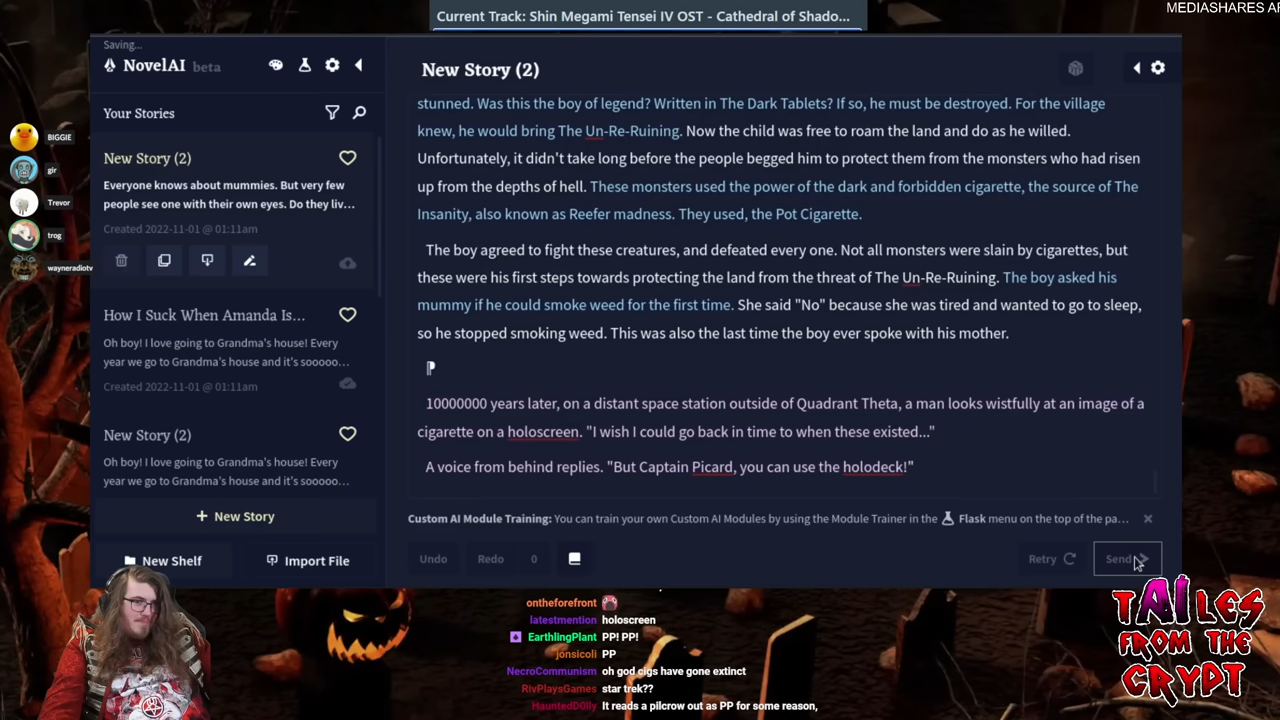 MEDIASHARES AF
Current Track: Shin Megami Tensei IV OST - Cathedral of Shado...
Saving...
NovelAI beta
Your Stories
New Story (2)
Everyone knows about mummies. But very few
people see one with their own eyes. Do they liv...
Created 2022-11-01 @ 01:11am
How I Suck When Amanda Is...
Oh boy! I love going to Grandma's house! Every
year we go to Grandma's house and it's sooooo...
Created 2022-11-01 @ 01:11am
New Story (2)
Oh boy! I love going to Grandma's house! Every
year we go to Grandma's house and it's sooooo...
+ New Story
New Shelf
Import File
BIGGIE
gir
Trevor
trog
wayneradiotv
New Story (2)
stunned. Was this the boy of legend? Written in The Dark Tablets? If so, he must be destroyed. For the village
knew, he would bring The Un-Re-Ruining. Now the child was free to roam the land and do as he willed.
Unfortunately, it didn't take long before the people begged him to protect them from the monsters who had risen
up from the depths of hell. These monsters used the power of the dark and forbidden cigarette, the source of The
Insanity, also known as Reefer madness. They used, the Pot Cigarette.
The boy agreed to fight these creatures, and defeated every one. Not all monsters were slain by cigarettes, but
these were his first steps towards protecting the land from the threat of The Un-Re-Ruining. The boy asked his
mummy if he could smoke weed for the first time. She said "No" because she was tired and wanted to go to sleep,
so he stopped smoking weed. This was also the last time the boy ever spoke with his mother.
⁋
10000000 years later, on a distant space station outside of Quadrant Theta, a man looks wistfully at an image of a
cigarette on a holoscreen. "I wish I could go back in time to when these existed..."
A voice from behind replies. "But Captain Picard, you can use the holodeck!"
Custom AI Module Training: You can train your own Custom AI Modules by using the Module Trainer in the Flask menu on the top of the pa...
Undo
Redo
0
Retry
Send
ontheforefront
latestmention holoscreen
EarthlingPlant PP! PP!
jonsicoli PP
NecroCommunism oh god cigs have gone extinct
RivPlaysGames star trek??
HauntedD0lly It reads a pilcrow out as PP for some reason,
TAILES
FROM THE
CRYPT